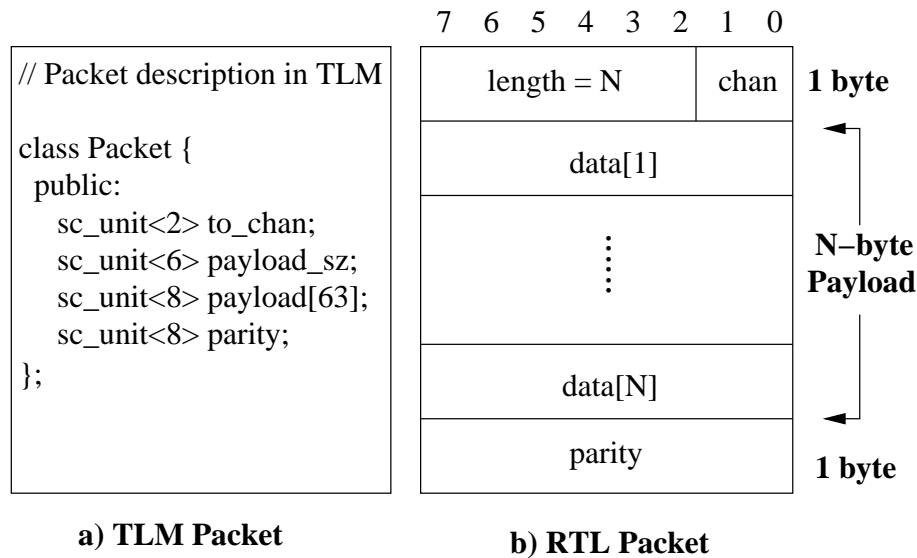 // Packet description in TLM
class Packet {
public:
sc_unit<2> to_chan;
sc_unit<6> payload_sz;
sc_unit<8> payload[63];
sc_unit<8> parity;
};
a) TLM Packet
7 6 5 4 3 2 1 0
length = N chan 1 byte
data[1]
N−byte
Payload
data[N]
parity
1 byte
b) RTL Packet